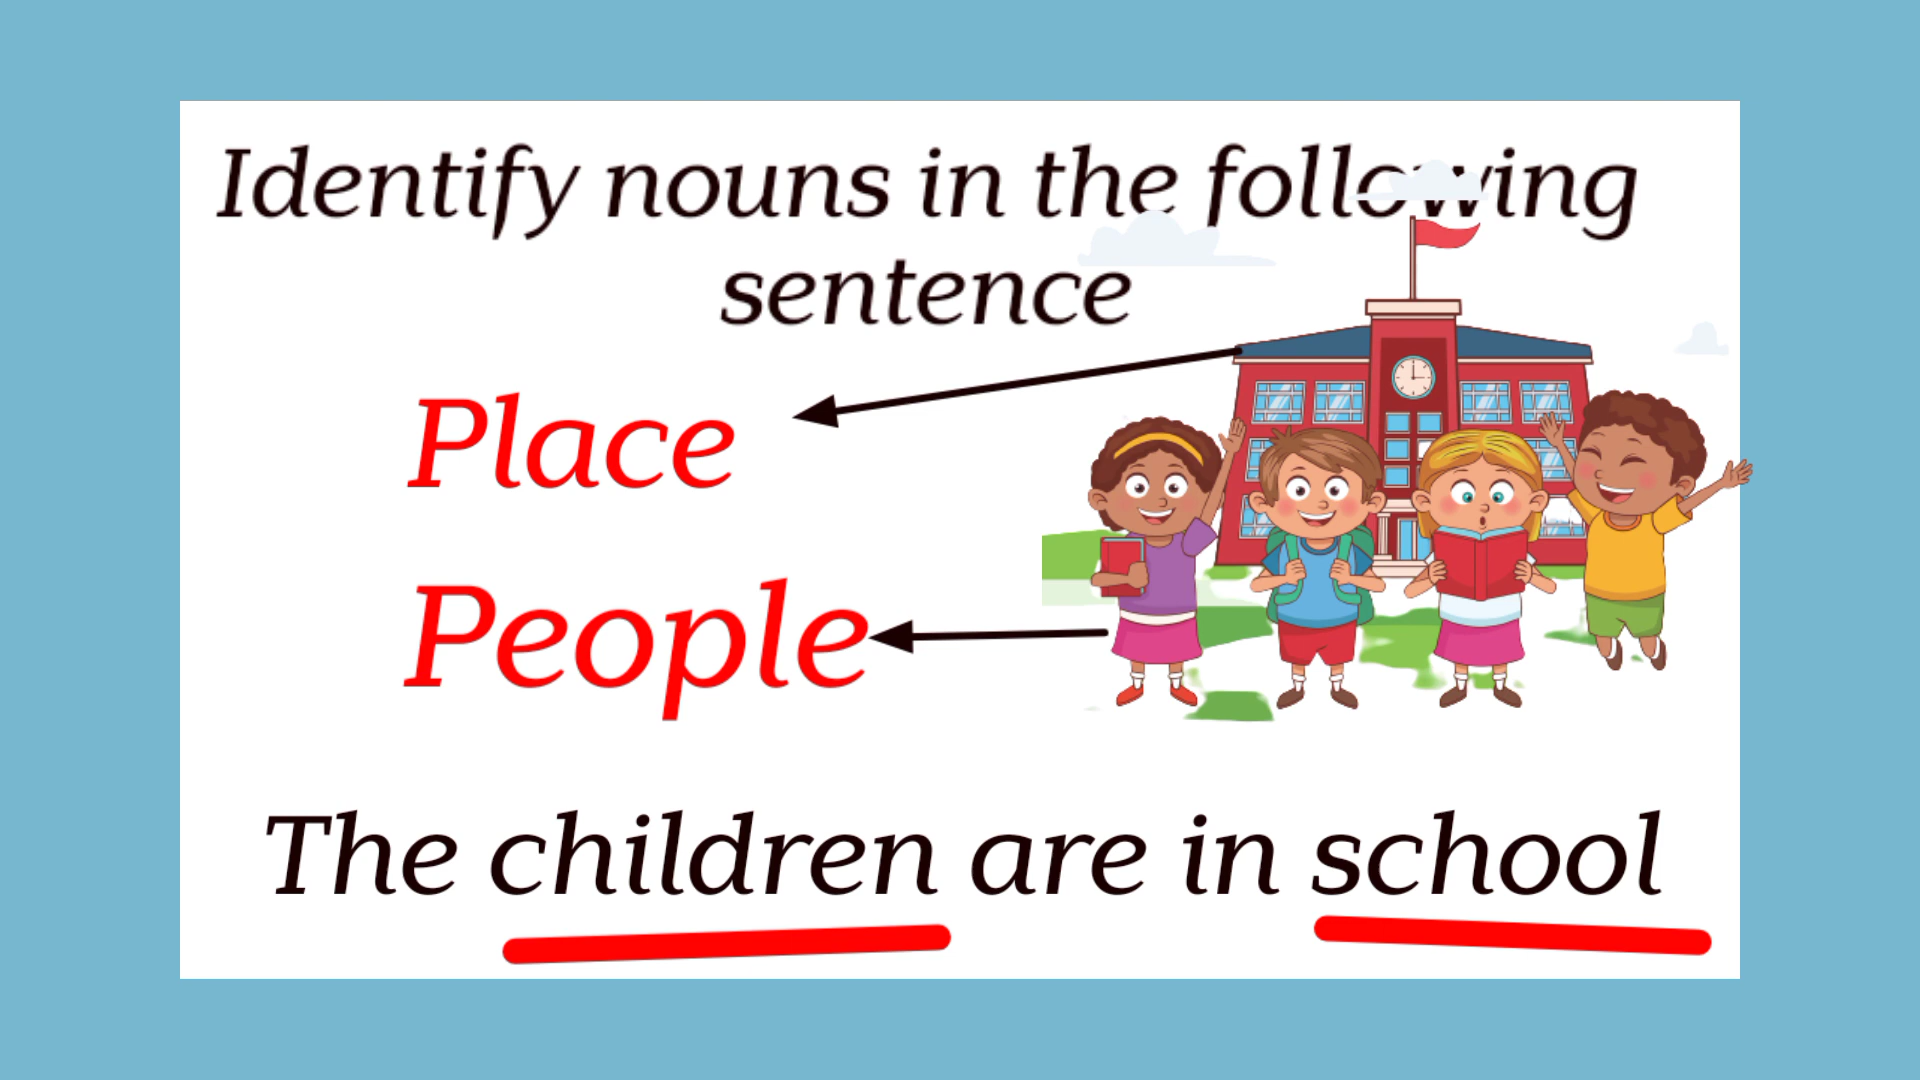 Identify nouns in the following
sentence
Place
People
The children are in school